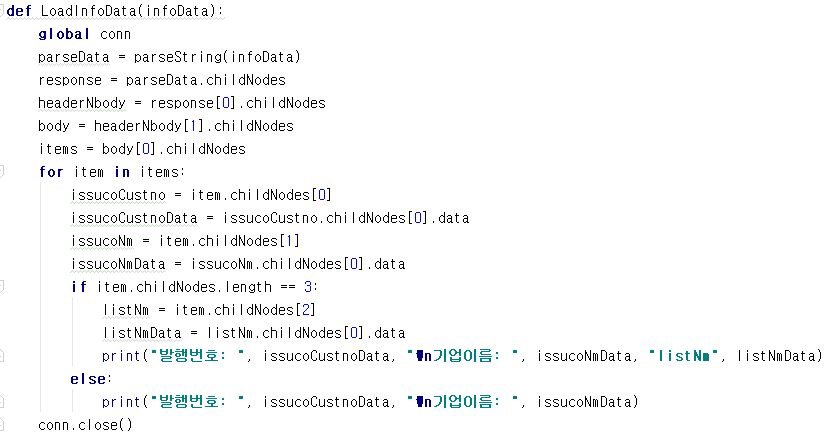 def LoadInfoData(infoData):
    global conn
    parseData = parseString(infoData)
    response = parseData.childNodes
    headerNbody = response[0].childNodes
    body = headerNbody[1].childNodes
    items = body[0].childNodes
    for item in items:
        issucoCustno = item.childNodes[0]
        issucoCustnoData = issucoCustno.childNodes[0].data
        issucoNm = item.childNodes[1]
        issucoNmData = issucoNm.childNodes[0].data
        if item.childNodes.length == 3:
            listNm = item.childNodes[2]
            listNmData = listNm.childNodes[0].data
            print("발행번호: ", issucoCustnoData, "₩n기업이름: ", issucoNmData, "listNm", listNmData)
        else:
            print("발행번호: ", issucoCustnoData, "₩n기업이름: ", issucoNmData)
    conn.close()